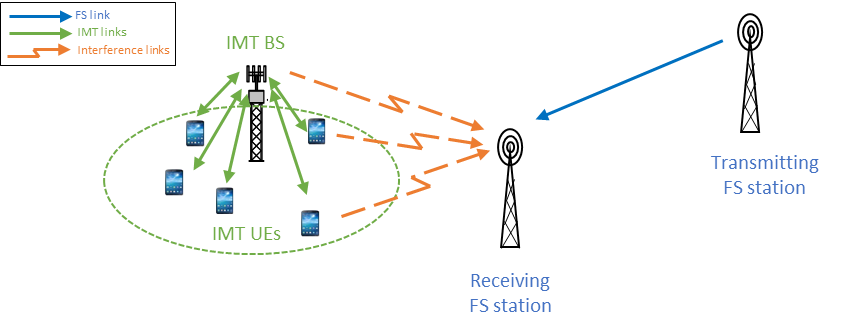 FS link
IMT links
Interference links
IMT BS
IMT UEs
Transmitting
FS station
Receiving
FS station